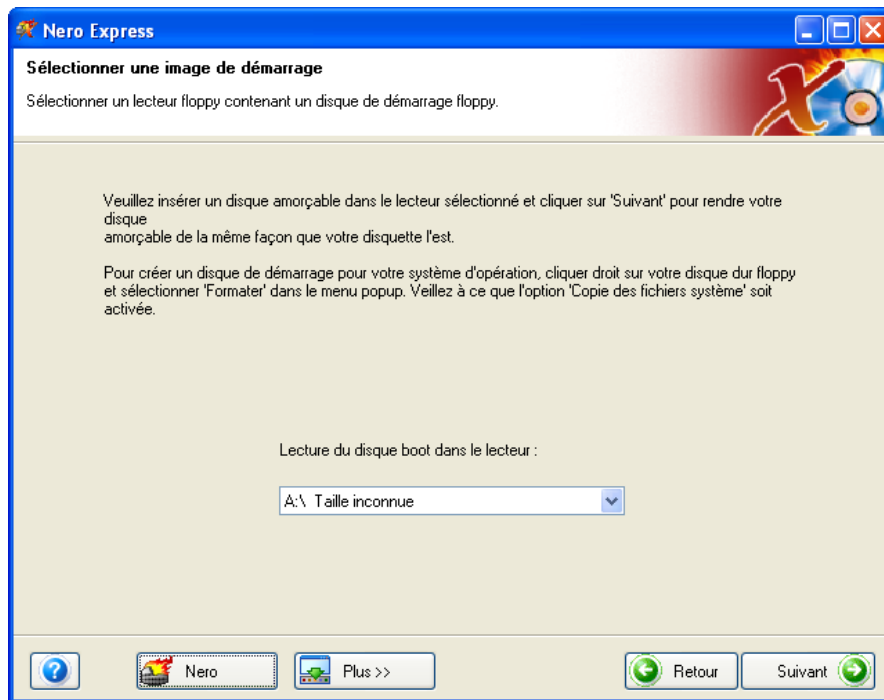 Nero Express
Sélectionner une image de démarrage
Sélectionner un lecteur floppy contenant un disque de démarrage floppy.
Veuillez insérer un disque amorçable dans le lecteur sélectionné et cliquer sur 'Suivant' pour rendre votre
disque
amorçable de la même façon que votre disquette l'est.
Pour créer un disque de démarrage pour votre système d'opération, cliquer droit sur votre disque dur floppy
et sélectionner 'Formater' dans le menu popup. Veillez à ce que l'option 'Copie des fichiers système' soit
activée.
Lecture du disque boot dans le lecteur :
A:\ Taille inconnue
Nero
Plus >>
Retour
Suivant